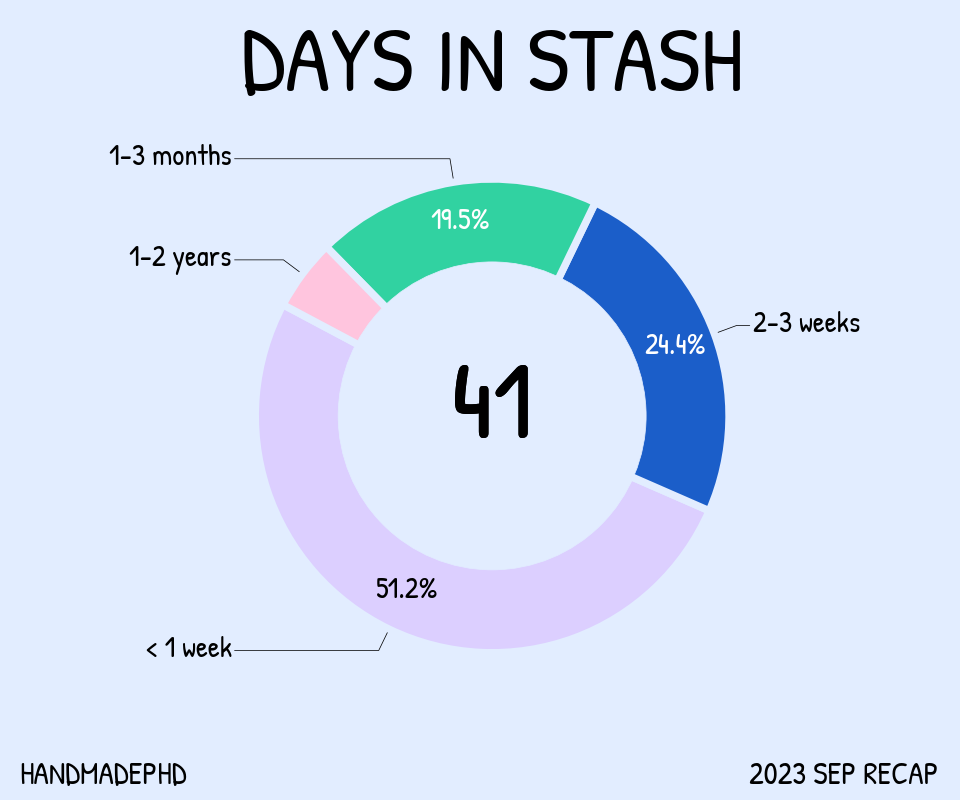 DAYS IN STASH
1-3 months
19.5%
1-2 years
2-3 weeks
24.4%
41
51.2%
< 1 week
HANDMADEPHD
2023 SEP RECAP